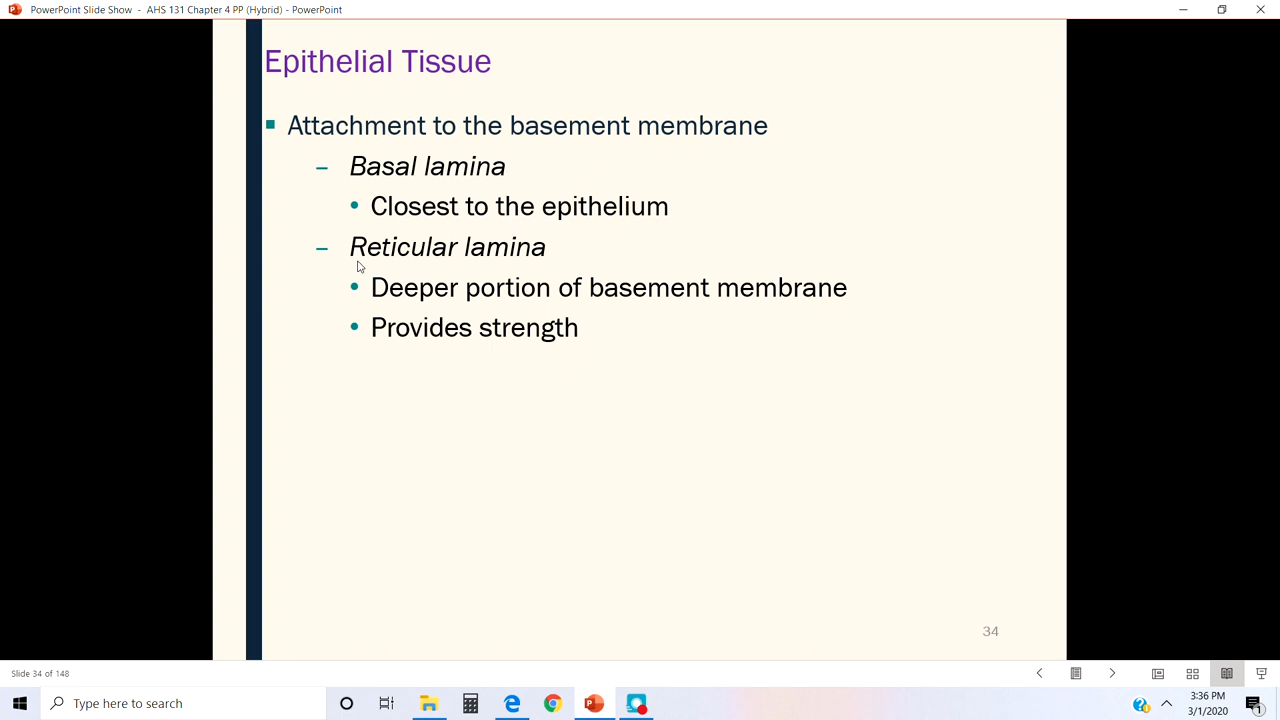 PowerPoint Slide Show - AHS 131 Chapter 4 PP (Hybrid) - PowerPoint
Epithelial Tissue
▪ Attachment to the basement membrane
– Basal lamina
• Closest to the epithelium
– Reticular lamina
• Deeper portion of basement membrane
• Provides strength
34
Slide 34 of 148
Type here to search
3:36 PM
3/1/2020
1